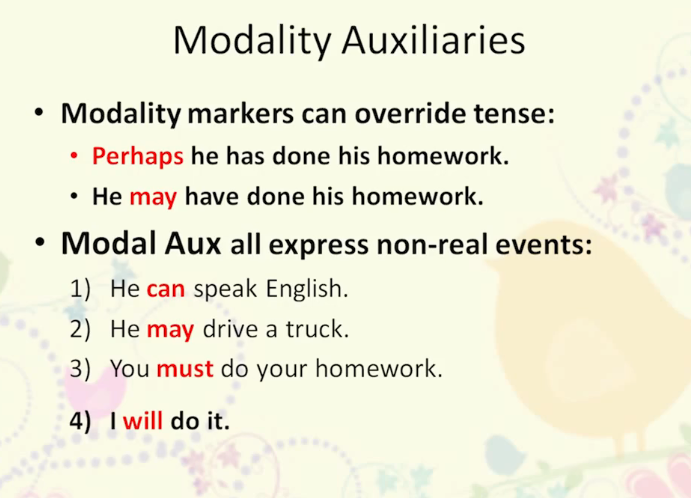 Modality Auxiliaries
• Modality markers can override tense:
• Perhaps he has done his homework.
• He may have done his homework.
• Modal Aux all express non-real events:
1) He can speak English.
2) He may drive a truck.
3) You must do your homework.
4) I will do it.